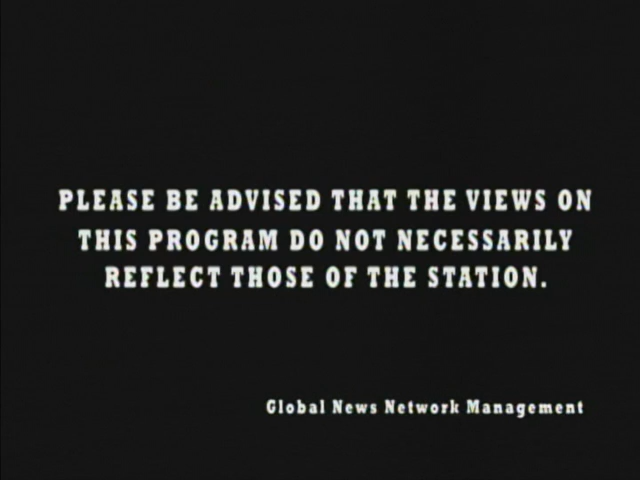 PLEASE BE ADVISED THAT THE VIEWS ON
THIS PROGRAM DO NOT NECESSARILY
REFLECT THOSE OF THE STATION.
Global News Network Management